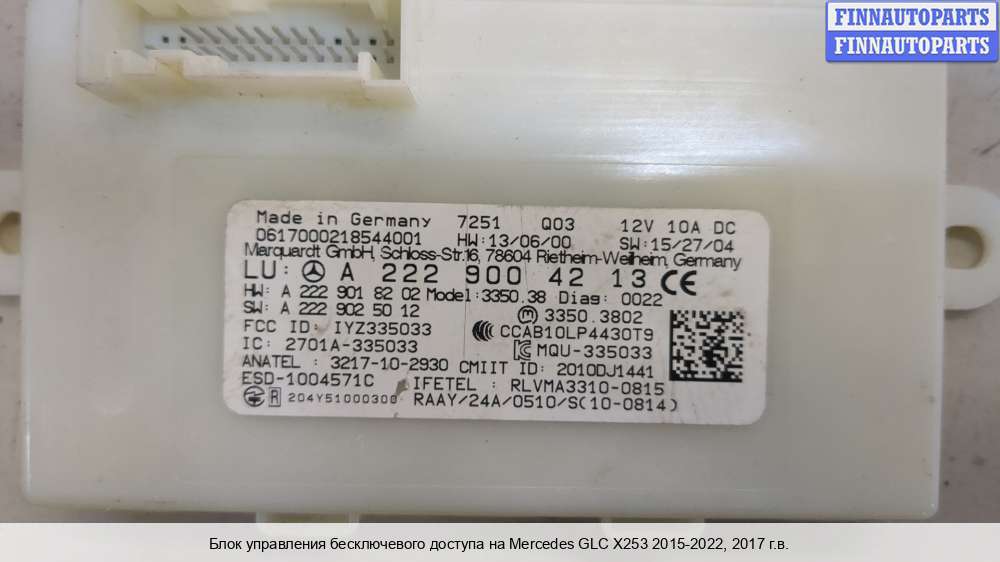 FINNAUTOPARTS
FINNAUTOPARTS
Made in Germany 7251 Q03 12V 10A DC
0617000218544001 HW:13/06/00 SW:15/27/04
Marquardt GmbH, Schloss-Str.16, 78604 Rietheim-Weilheim, Germany
LU: A 222 900 42 13 CE
HW: A 222 901 82 02 Model:3350.38 Diag: 0022
SW: A 222 902 50 12 3350.3802
FCC ID: IYZ335033 CCAB10LP4430T9
IC: 2701A-335033 MQU-335033
ANATEL : 3217-10-2930 CMIIT ID: 2010DJ1441
ESD-1004571C IFETEL : RLVMA3310-0815
R 204Y51000300 RAAY/24A/0510/S(10-0814)
Блок управления бесключевого доступа на Mercedes GLC X253 2015-2022, 2017 г.в.